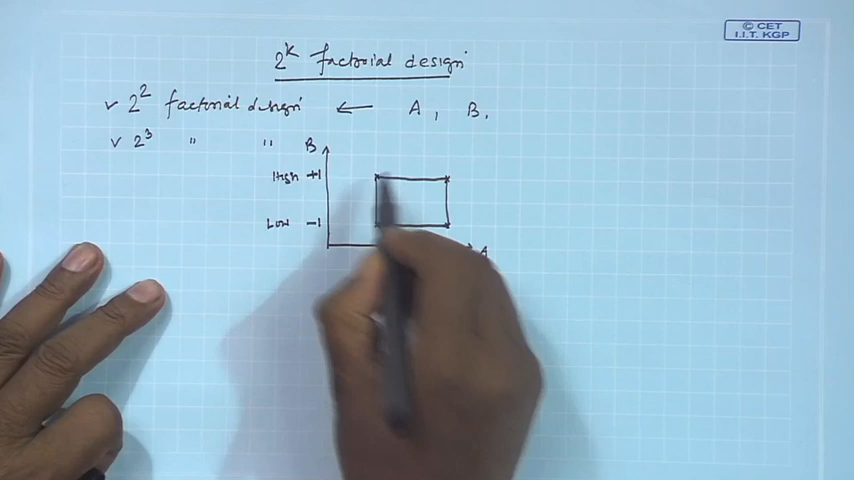 © CET
I.I.T. KGP
2^k factorial design
✓ 2^2 factorial design ← A, B.
✓ 2^3 " "
B
High +1
Low -1
A